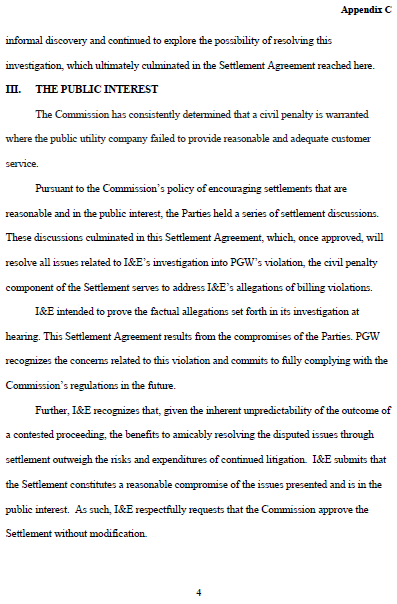 Appendix C
informal discovery and continued to explore the possibility of resolving this
investigation, which ultimately culminated in the Settlement Agreement reached here.
III. THE PUBLIC INTEREST
The Commission has consistently determined that a civil penalty is warranted
where the public utility company failed to provide reasonable and adequate customer
service.
Pursuant to the Commission's policy of encouraging settlements that are
reasonable and in the public interest, the Parties held a series of settlement discussions.
These discussions culminated in this Settlement Agreement, which, once approved, will
resolve all issues related to I&E's investigation into PGW's violation, the civil penalty
component of the Settlement serves to address I&E's allegations of billing violations.
I&E intended to prove the factual allegations set forth in its investigation at
hearing. This Settlement Agreement results from the compromises of the Parties. PGW
recognizes the concerns related to this violation and commits to fully complying with the
Commission's regulations in the future.
Further, I&E recognizes that, given the inherent unpredictability of the outcome of
a contested proceeding, the benefits to amicably resolving the disputed issues through
settlement outweigh the risks and expenditures of continued litigation. I&E submits that
the Settlement constitutes a reasonable compromise of the issues presented and is in the
public interest. As such, I&E respectfully requests that the Commission approve the
Settlement without modification.
4